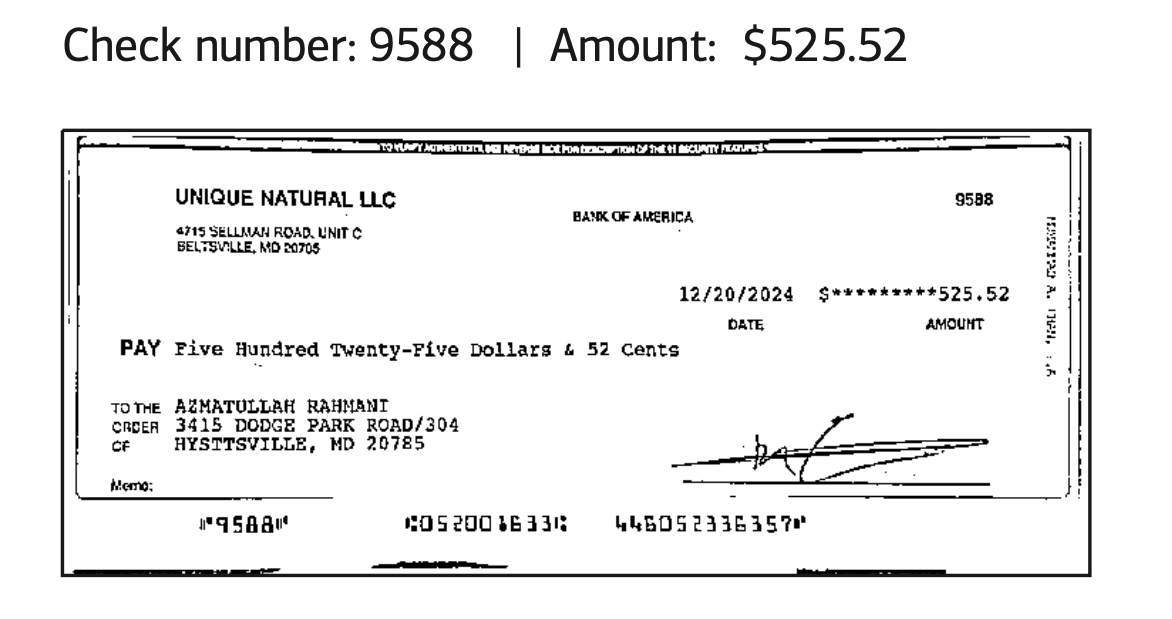 Check number: 9588 | Amount: $525.52
TO VERIFY AUTHENTICITY, SEE REVERSE SIDE FOR DESCRIPTION OF THE 11 SECURITY FEATURES
UNIQUE NATURAL LLC
9588
BANK OF AMERICA
4715 SELLMAN ROAD, UNIT C
BELTSVILLE, MD 20705
12/20/2024 $*********525.52
DATE AMOUNT
PAY Five Hundred Twenty-Five Dollars & 52 Cents
TO THE AZMATULLAH RAHMANI
ORDER 3415 DODGE PARK ROAD/304
OF HYSTTSVILLE, MD 20785
Memo:
⑈9588⑈ ⑆052001633⑆ 446052336357⑈